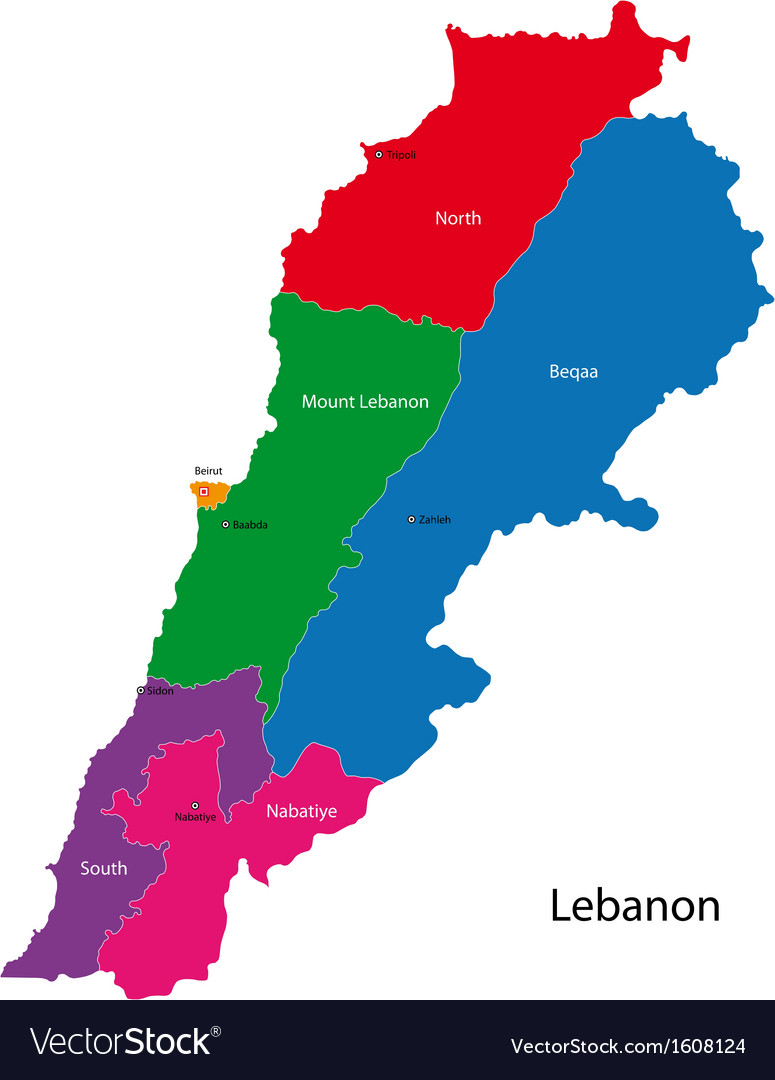 Tripoli
North
Beqaa
Mount Lebanon
Beirut
Zahleh
Baabda
Sidon
Nabatiye
Nabatiye
South
Lebanon
VectorStock®
VectorStock.com/1608124